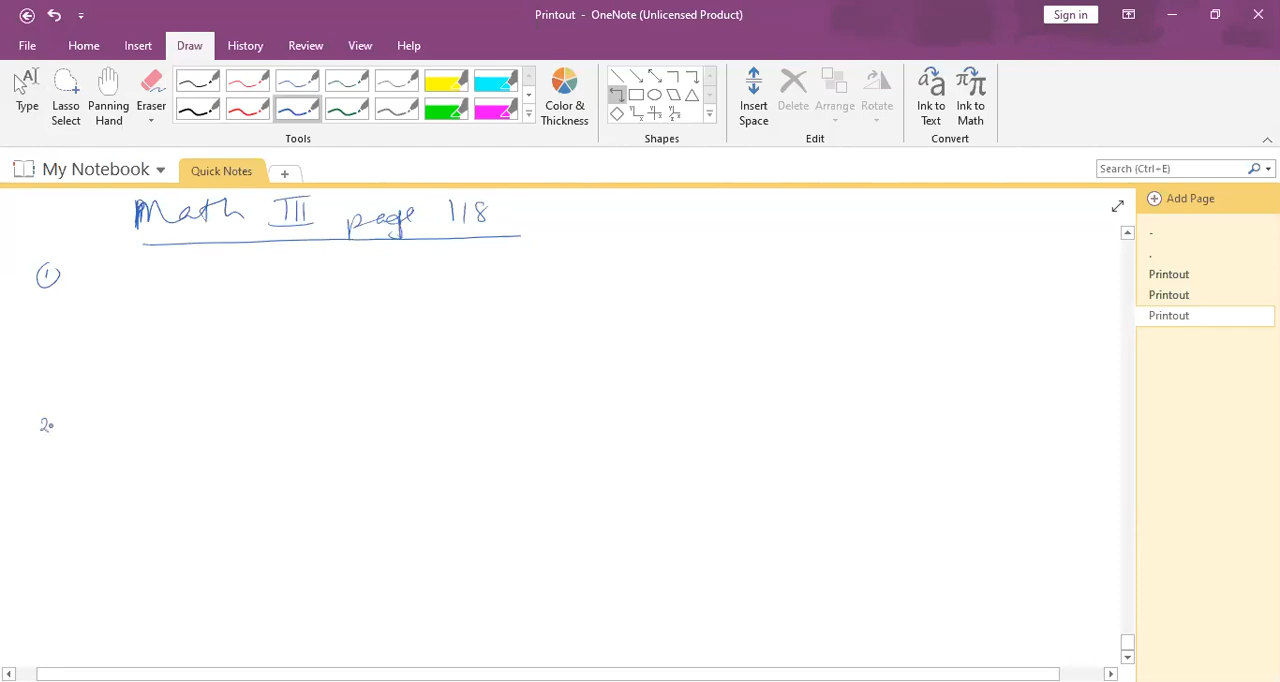 Printout - OneNote (Unlicensed Product)
Sign in
File Home Insert Draw History Review View Help
Type
Lasso Select
Panning Hand
Eraser
Color & Thickness
Insert Space
Delete
Arrange
Rotate
Ink to Text
Ink to Math
Tools
Shapes
Edit
Convert
My Notebook
Quick Notes
Search (Ctrl+E)
Add Page
Math III page 118
-
.
1
Printout
Printout
Printout
2.